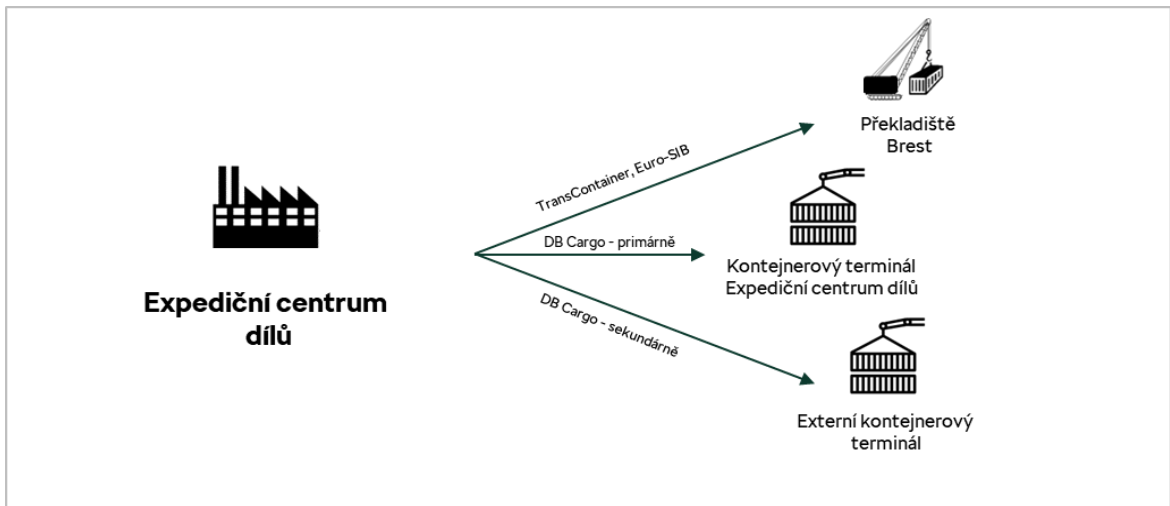 Překladiště
Brest
TransContainer, Euro-SIB
DB Cargo - primárně
Kontejnerový terminál
Expediční centrum dílů
Expediční centrum
dílů
DB Cargo - sekundárně
Externí kontejnerový
terminál